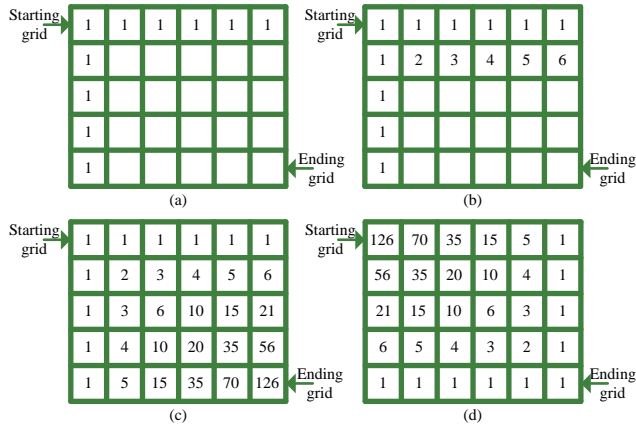 Starting grid 1 1 1 1 1 1
1
1
1
1 Ending grid
(a)
Starting grid 1 1 1 1 1 1
1 2 3 4 5 6
1
1
1 Ending grid
(b)
Starting grid 1 1 1 1 1 1
1 2 3 4 5 6
1 3 6 10 15 21
1 4 10 20 35 56
1 5 15 35 70 126 Ending grid
(c)
Starting grid 126 70 35 15 5 1
56 35 20 10 4 1
21 15 10 6 3 1
6 5 4 3 2 1
1 1 1 1 1 1 Ending grid
(d)